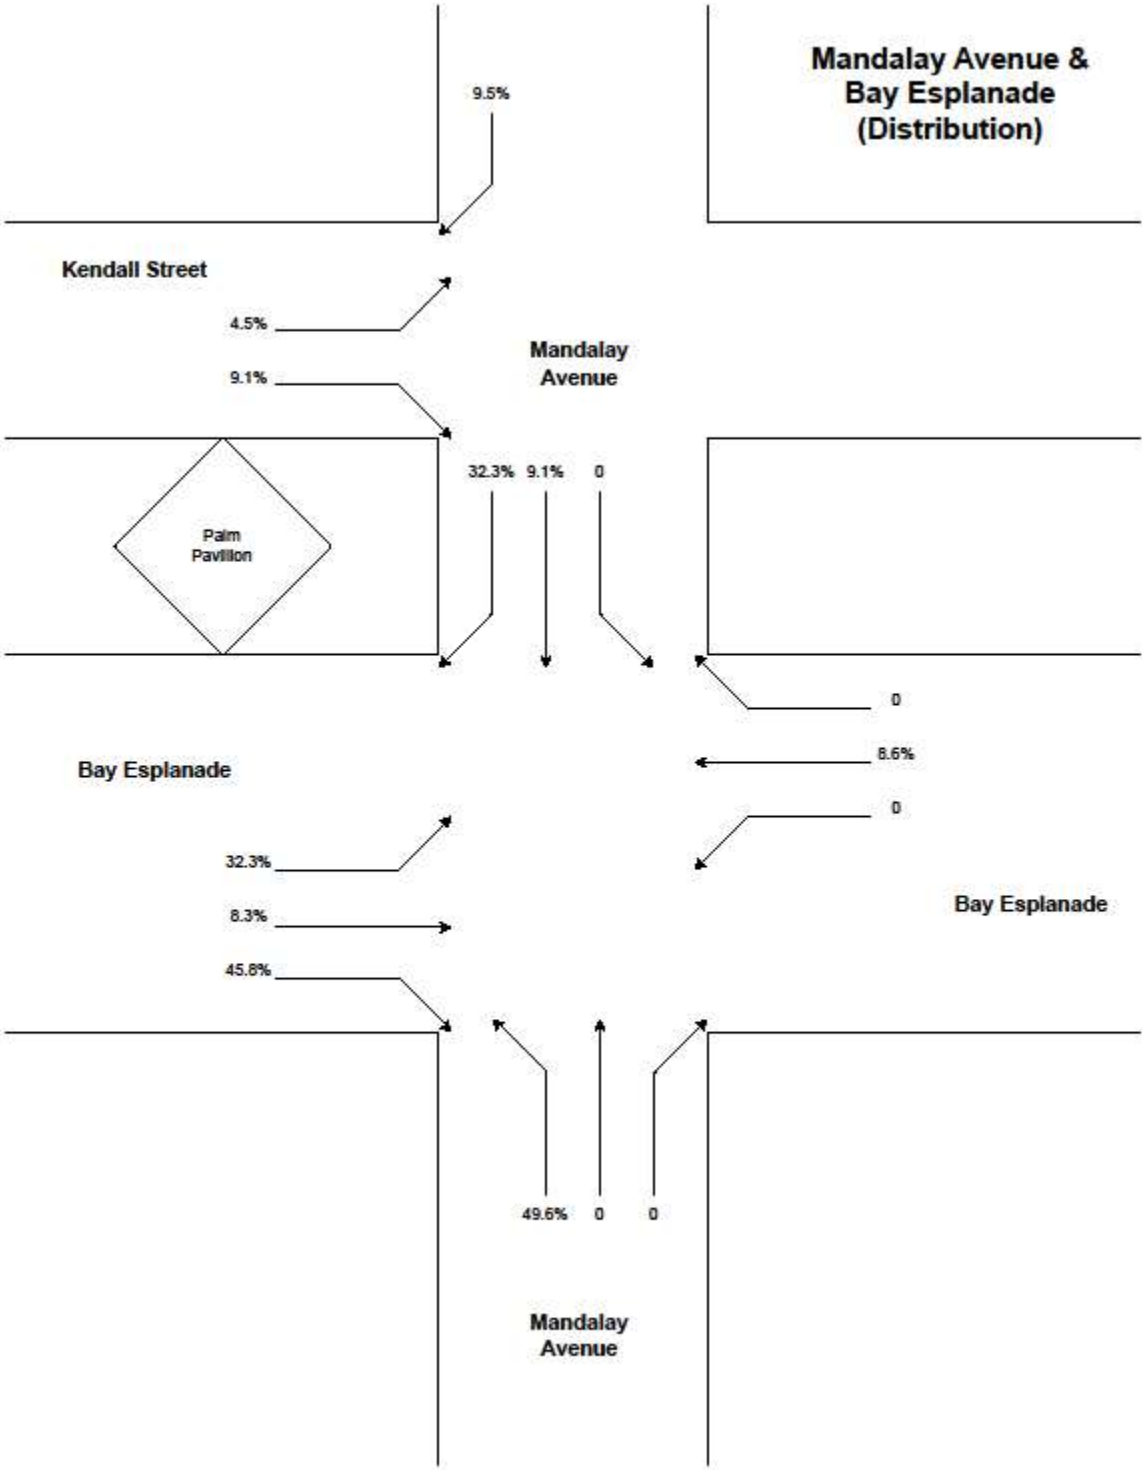 Mandalay Avenue &
Bay Esplanade
(Distribution)
9.5%
Kendall Street
4.5%
9.1%
Mandalay
Avenue
32.3% 9.1% 0
Palm
Pavilion
0
8.6%
0
Bay Esplanade
32.3%
8.3%
45.8%
Bay Esplanade
49.6% 0 0
Mandalay
Avenue